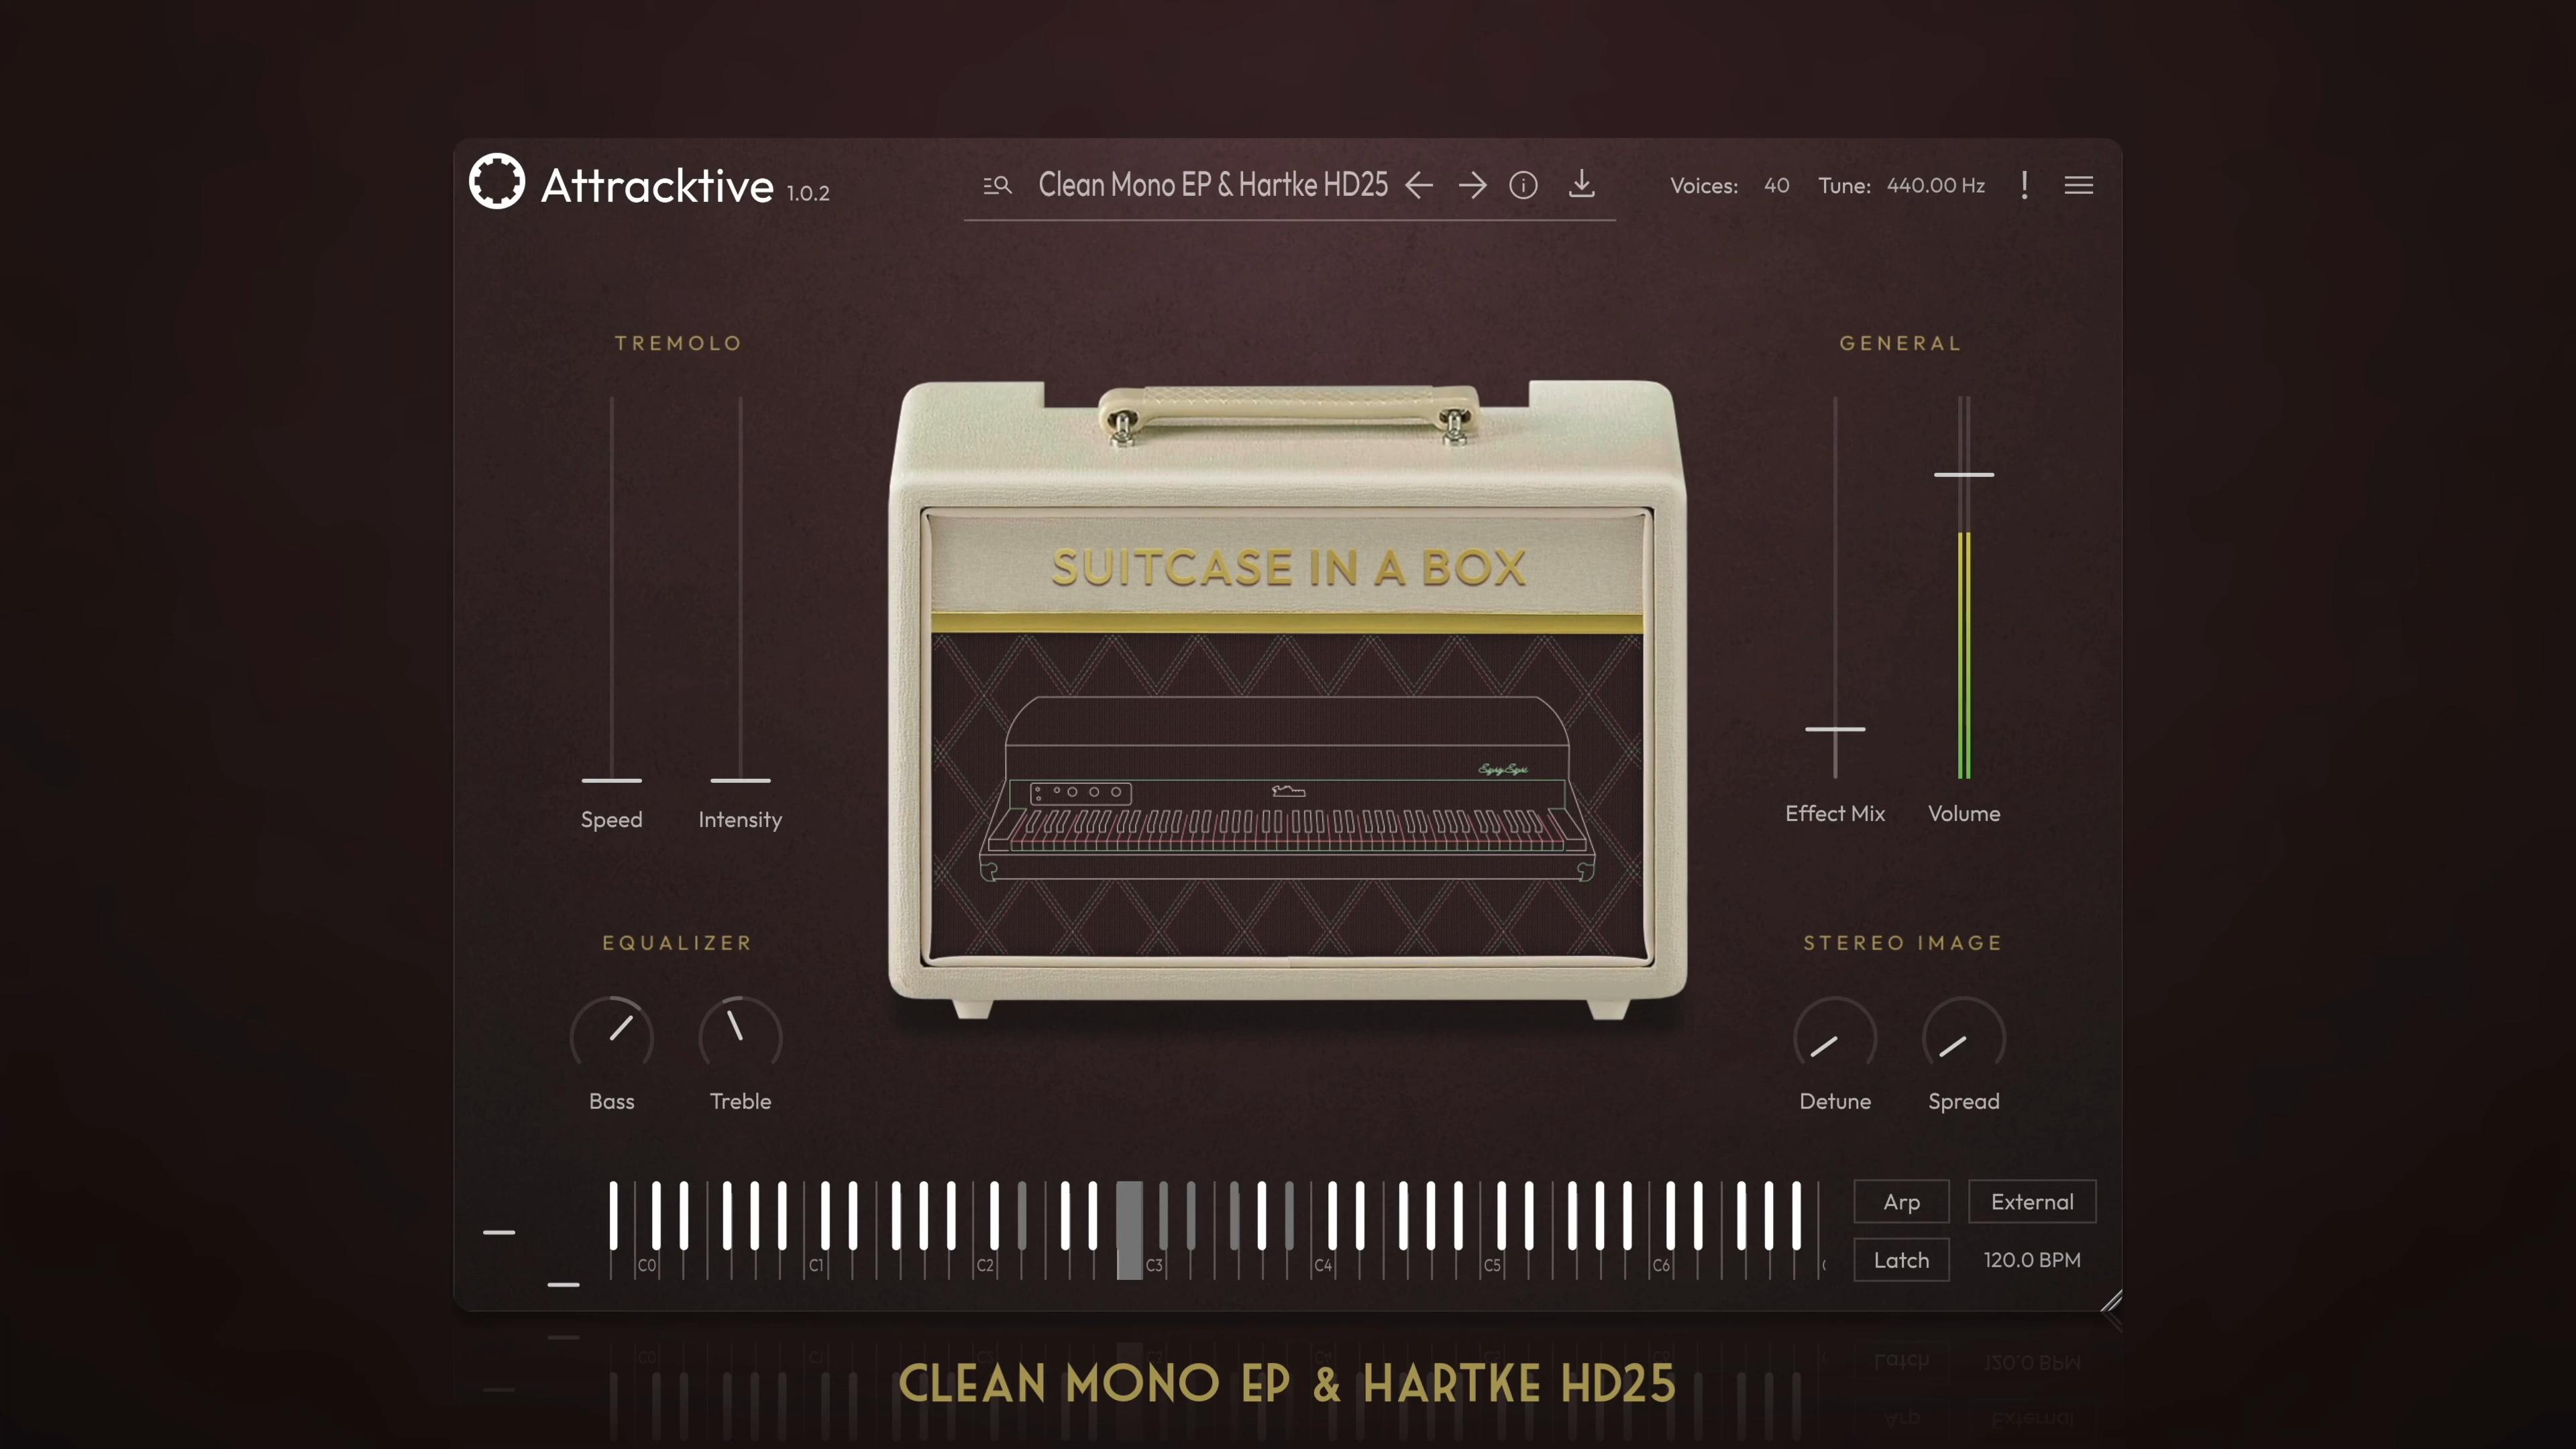 Attracktive 1.0.2
Clean Mono EP & Hartke HD25
Voices: 40 Tune: 440.00 Hz
TREMOLO
GENERAL
SUITCASE IN A BOX
Speed Intensity
Effect Mix Volume
EQUALIZER
STEREO IMAGE
Bass Treble
Detune Spread
Arp External
C0 C1 C2 C3 C4 C5 C6
Latch 120.0 BPM
CLEAN MONO EP & HARTKE HD25